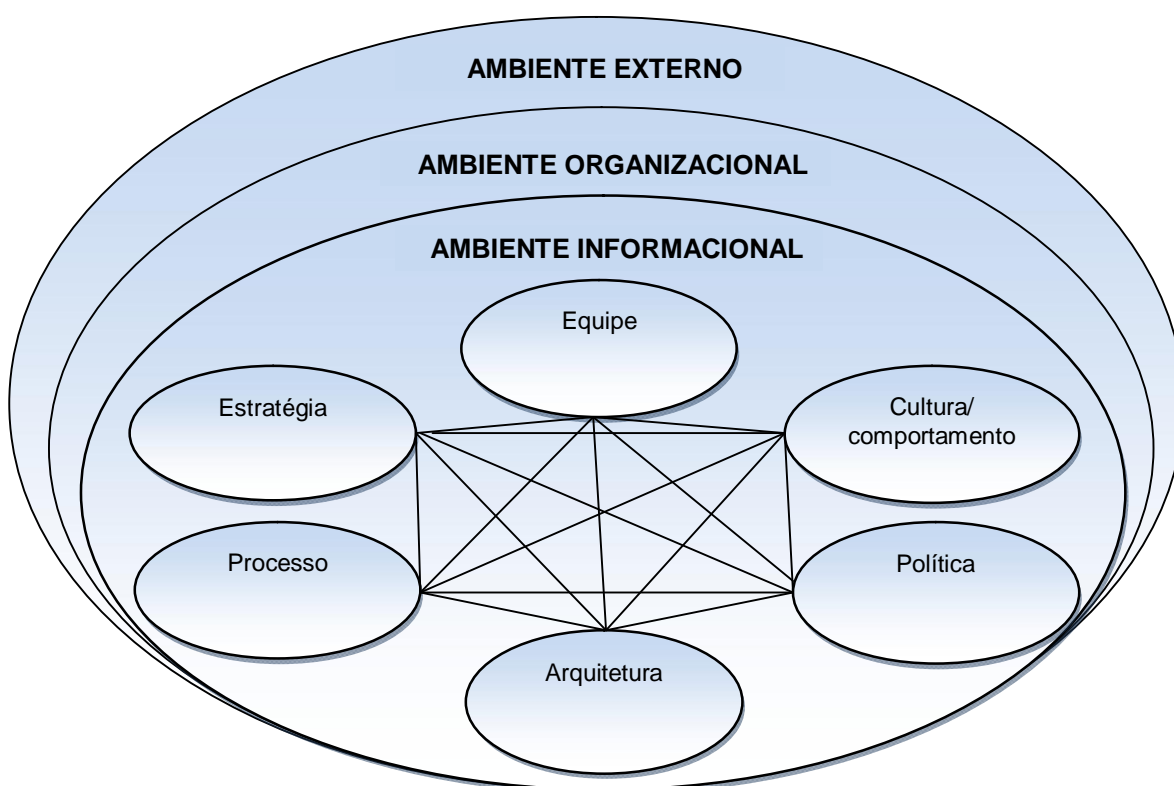 AMBIENTE EXTERNO
AMBIENTE ORGANIZACIONAL
AMBIENTE INFORMACIONAL
Equipe
Estratégia
Cultura/
comportamento
Processo
Política
Arquitetura